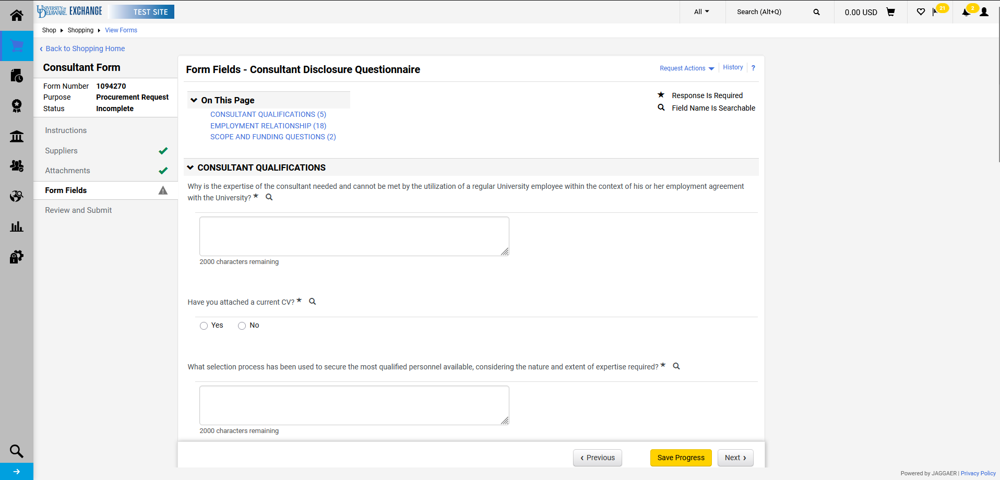 UNIVERSITY OF DELAWARE. EXCHANGE TEST SITE
All
Search (Alt+Q)
0.00 USD
21
2
Shop Shopping View Forms
‹ Back to Shopping Home
Consultant Form
Form Number 1094270
Purpose Procurement Request
Status Incomplete
Instructions
Suppliers
Attachments
Form Fields
Review and Submit
Form Fields - Consultant Disclosure Questionnaire
Request Actions History ?
On This Page
CONSULTANT QUALIFICATIONS (5)
EMPLOYMENT RELATIONSHIP (18)
SCOPE AND FUNDING QUESTIONS (2)
★ Response Is Required
Field Name Is Searchable
CONSULTANT QUALIFICATIONS
Why is the expertise of the consultant needed and cannot be met by the utilization of a regular University employee within the context of his or her employment agreement
with the University? ★
2000 characters remaining
Have you attached a current CV? ★
Yes No
What selection process has been used to secure the most qualified personnel available, considering the nature and extent of expertise required? ★
2000 characters remaining
‹ Previous Save Progress Next ›
Powered by JAGGAER | Privacy Policy